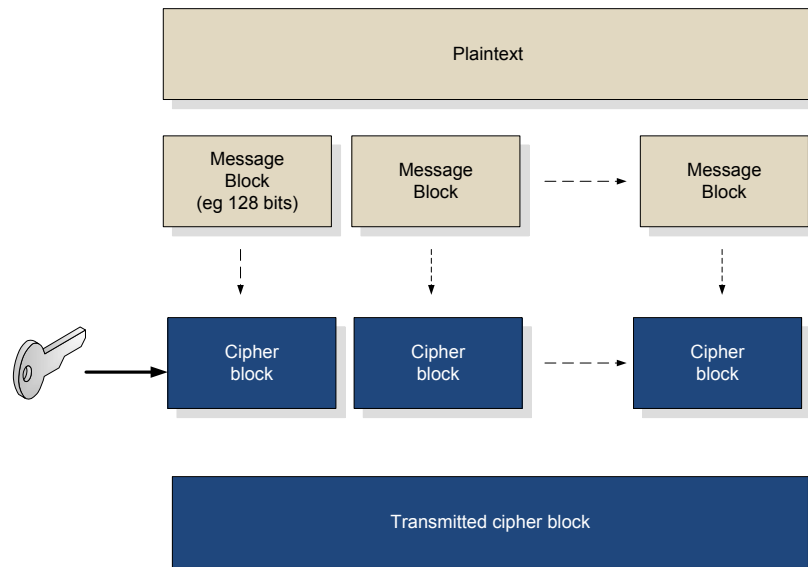 Plaintext
Message
Block
(eg 128 bits)
Message
Block
Message
Block
Cipher
block
Cipher
block
Cipher
block
Transmitted cipher block